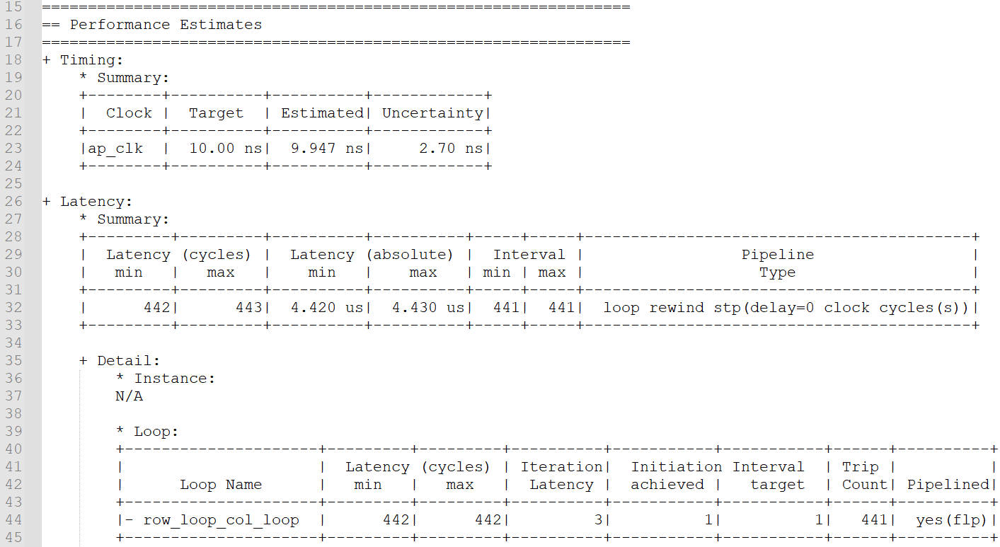 15 ================================================================
16 == Performance Estimates
17 ================================================================
18 + Timing:
19     * Summary:
20     +--------+----------+----------+------------+
21     |  Clock |  Target  | Estimated| Uncertainty|
22     +--------+----------+----------+------------+
23     |ap_clk  |  10.00 ns|  9.947 ns|     2.70 ns|
24     +--------+----------+----------+------------+
25
26 + Latency:
27     * Summary:
28     +---------+---------+----------+----------+-----+-----+------------------------------------------+
29     |  Latency (cycles) |  Latency (absolute) |  Interval |                 Pipeline                 |
30     |   min   |   max   |    min   |    max   | min | max |                   Type                   |
31     +---------+---------+----------+----------+-----+-----+------------------------------------------+
32     |      442|      443|  4.420 us|  4.430 us|  441|  441|  loop rewind stp(delay=0 clock cycles(s))|
33     +---------+---------+----------+----------+-----+-----+------------------------------------------+
34
35     + Detail:
36         * Instance:
37         N/A
38
39         * Loop:
40         +---------------------+---------+---------+----------+-----------+-----------+------+----------+
41         |                     |  Latency (cycles) | Iteration|  Initiation Interval  | Trip |          |
42         |      Loop Name      |   min   |   max   |  Latency |  achieved |   target  | Count| Pipelined|
43         +---------------------+---------+---------+----------+-----------+-----------+------+----------+
44         |- row_loop_col_loop  |      442|      442|         3|          1|          1|   441|  yes(flp)|
45         +---------------------+---------+---------+----------+-----------+-----------+------+----------+